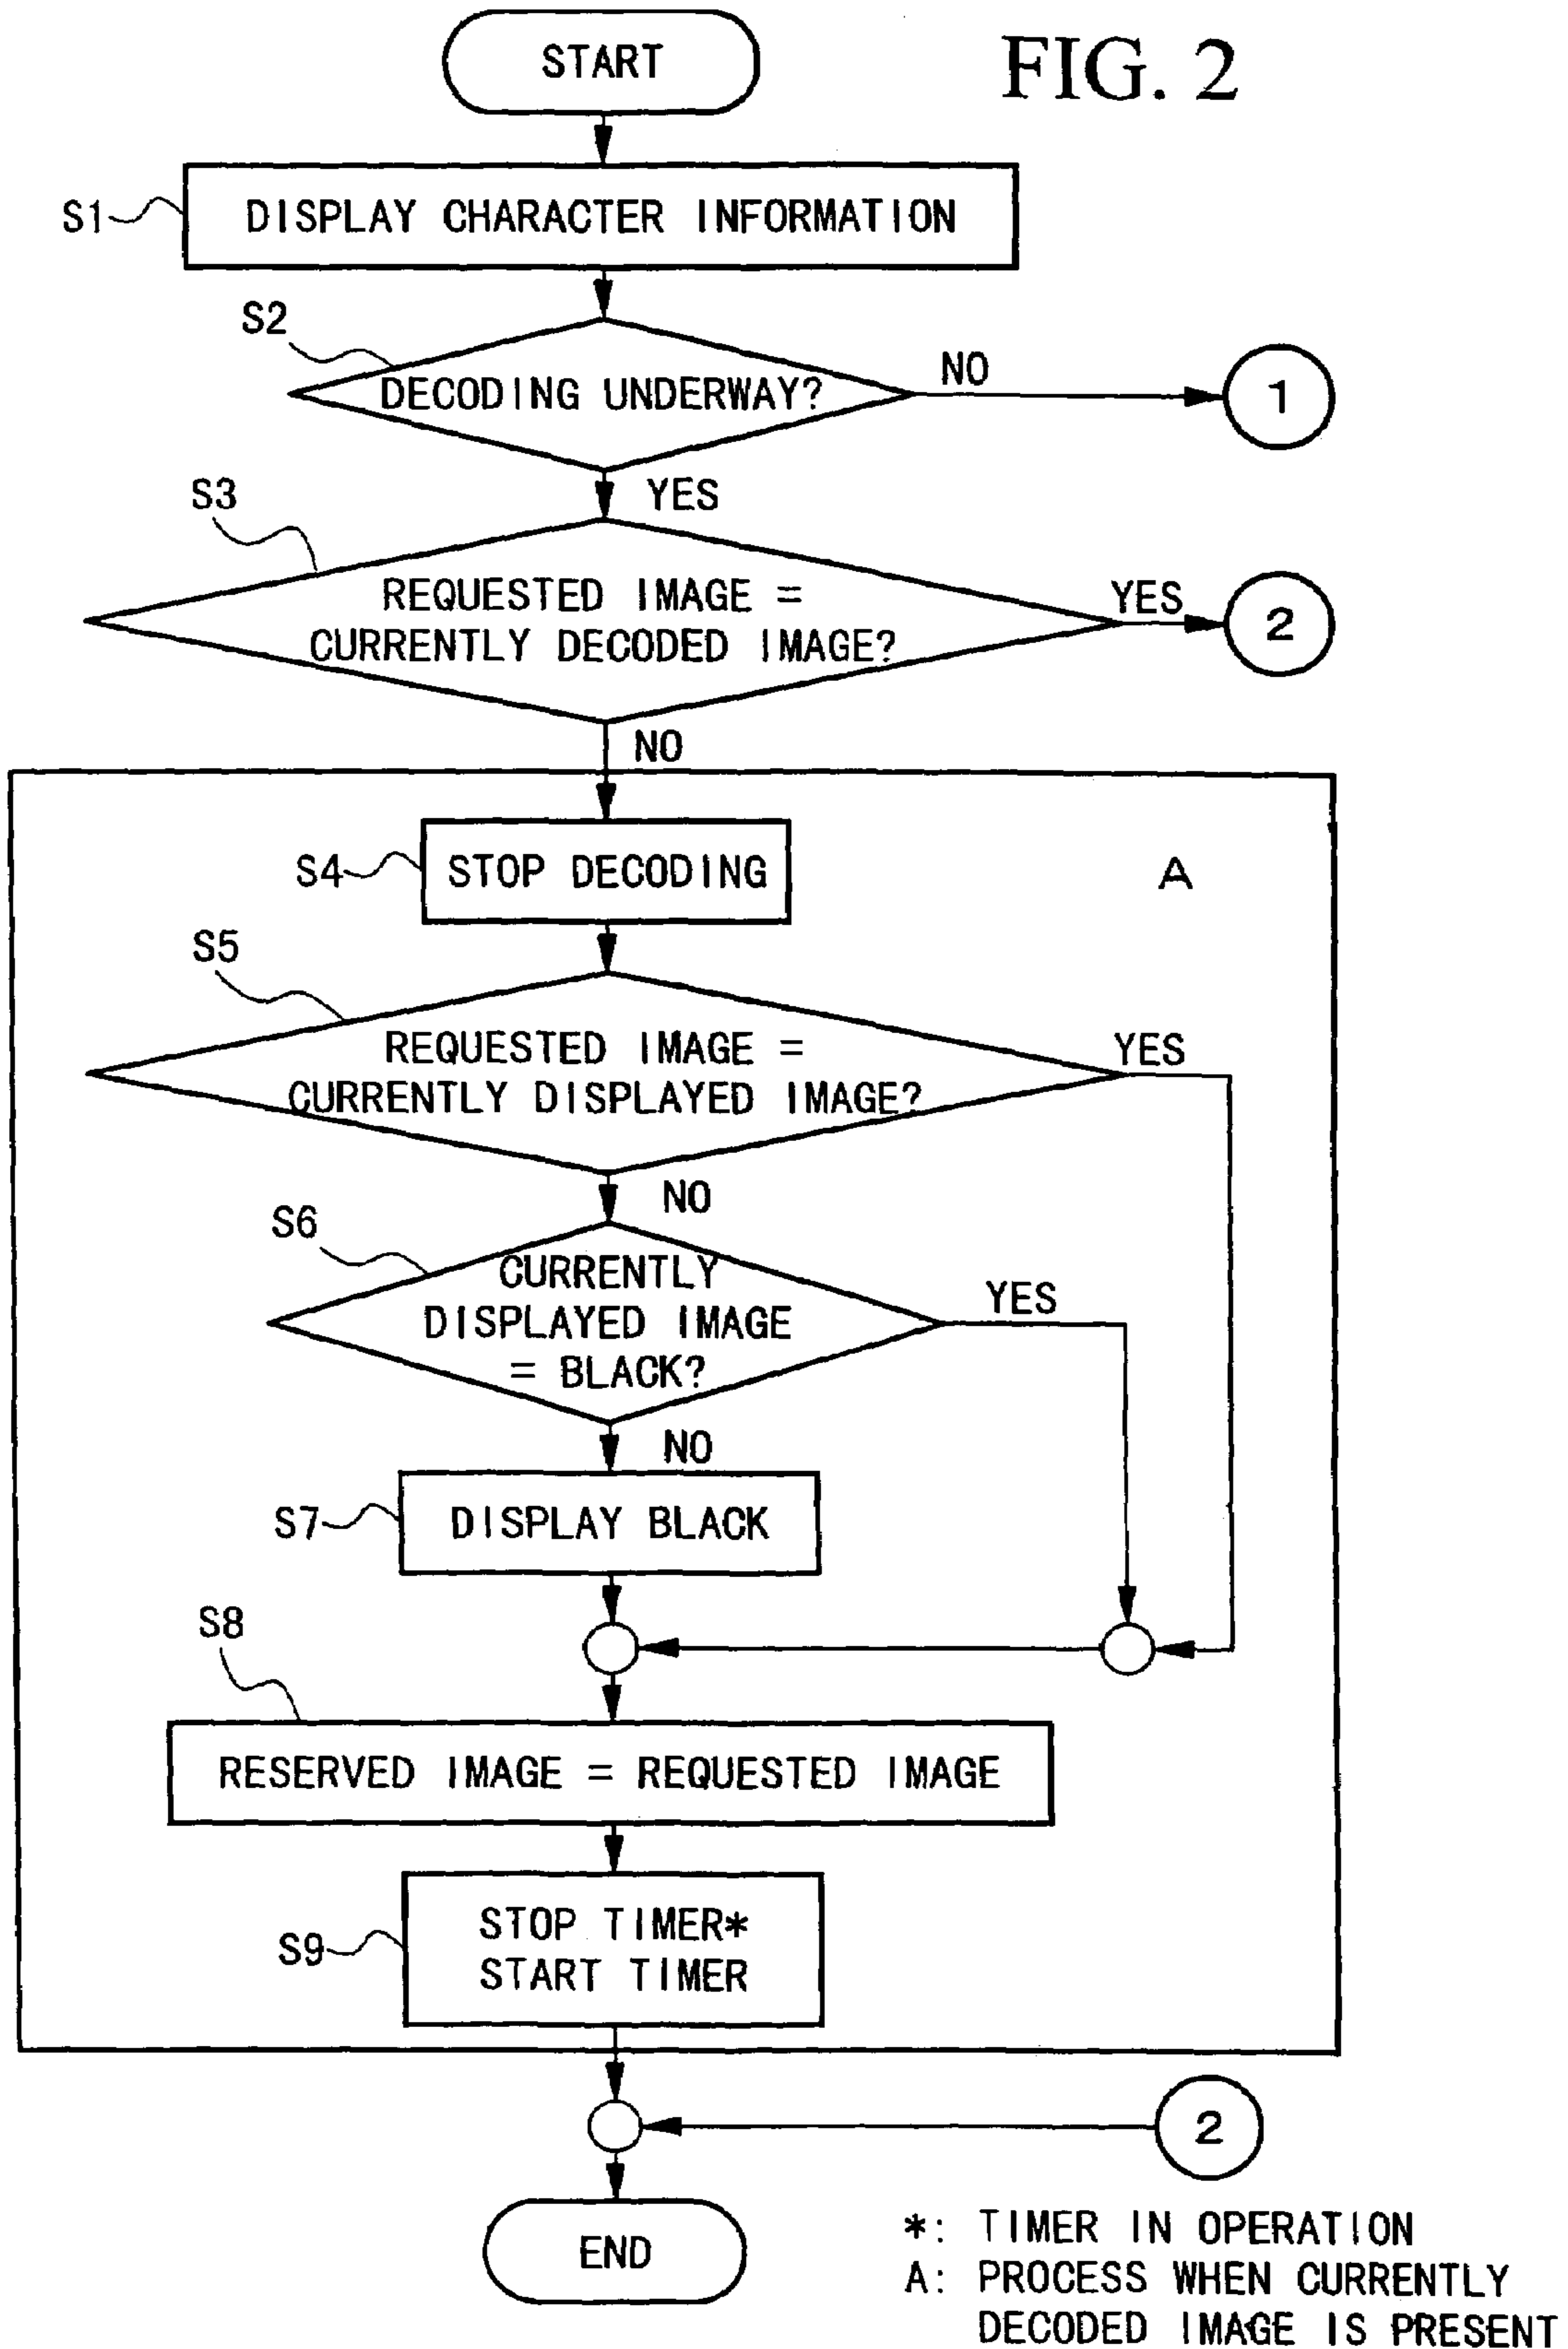 START
FIG. 2
S1
DISPLAY CHARACTER INFORMATION
S2
DECODING UNDERWAY?
NO
1
YES
S3
REQUESTED IMAGE =
CURRENTLY DECODED IMAGE?
YES
2
NO
S4
STOP DECODING
A
S5
REQUESTED IMAGE =
CURRENTLY DISPLAYED IMAGE?
YES
NO
S6
CURRENTLY
DISPLAYED IMAGE
= BLACK?
YES
NO
S7
DISPLAY BLACK
S8
RESERVED IMAGE = REQUESTED IMAGE
S9
STOP TIMER*
START TIMER
2
END
*: TIMER IN OPERATION
A: PROCESS WHEN CURRENTLY
DECODED IMAGE IS PRESENT